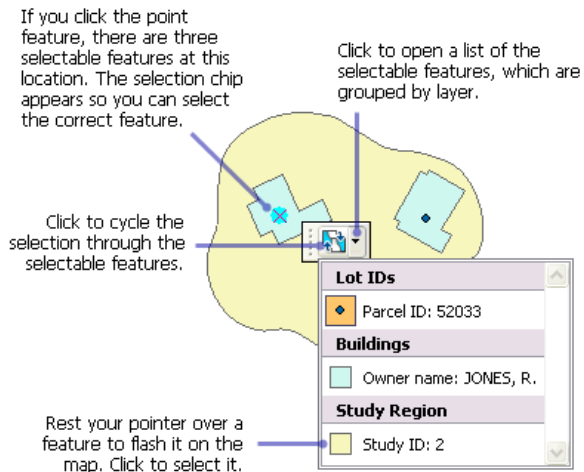 If you click the point
feature, there are three
selectable features at this
location. The selection chip
appears so you can select
the correct feature.
Click to open a list of the
selectable features, which are
grouped by layer.
Click to cycle the
selection through the
selectable features.
Lot IDs
Parcel ID: 52033
Buildings
Owner name: JONES, R.
Study Region
Study ID: 2
Rest your pointer over a
feature to flash it on the
map. Click to select it.